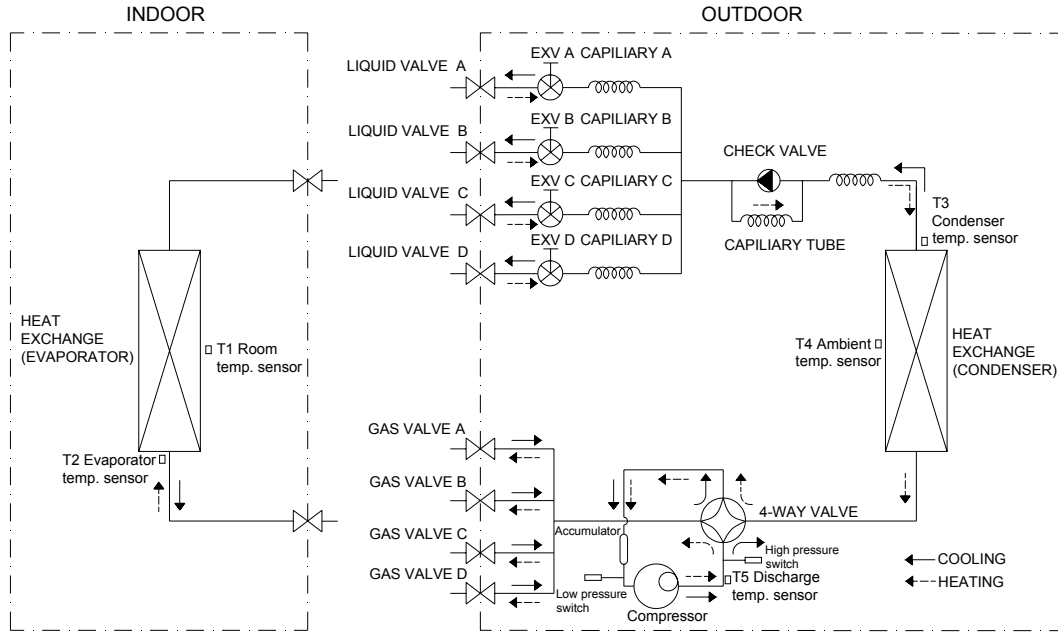 INDOOR
OUTDOOR
LIQUID VALVE A
EXV A CAPILIARY A
LIQUID VALVE B
EXV B CAPILIARY B
LIQUID VALVE C
EXV C CAPILIARY C
LIQUID VALVE D
EXV D CAPILIARY D
CHECK VALVE
CAPILIARY TUBE
T3
Condenser
temp. sensor
HEAT
EXCHANGE
(EVAPORATOR)
T1 Room
temp. sensor
T4 Ambient
temp. sensor
HEAT
EXCHANGE
(CONDENSER)
T2 Evaporator
temp. sensor
GAS VALVE A
GAS VALVE B
GAS VALVE C
GAS VALVE D
4-WAY VALVE
Accumulator
High pressure
switch
Low pressure
switch
T5 Discharge
temp. sensor
Compressor
COOLING
HEATING